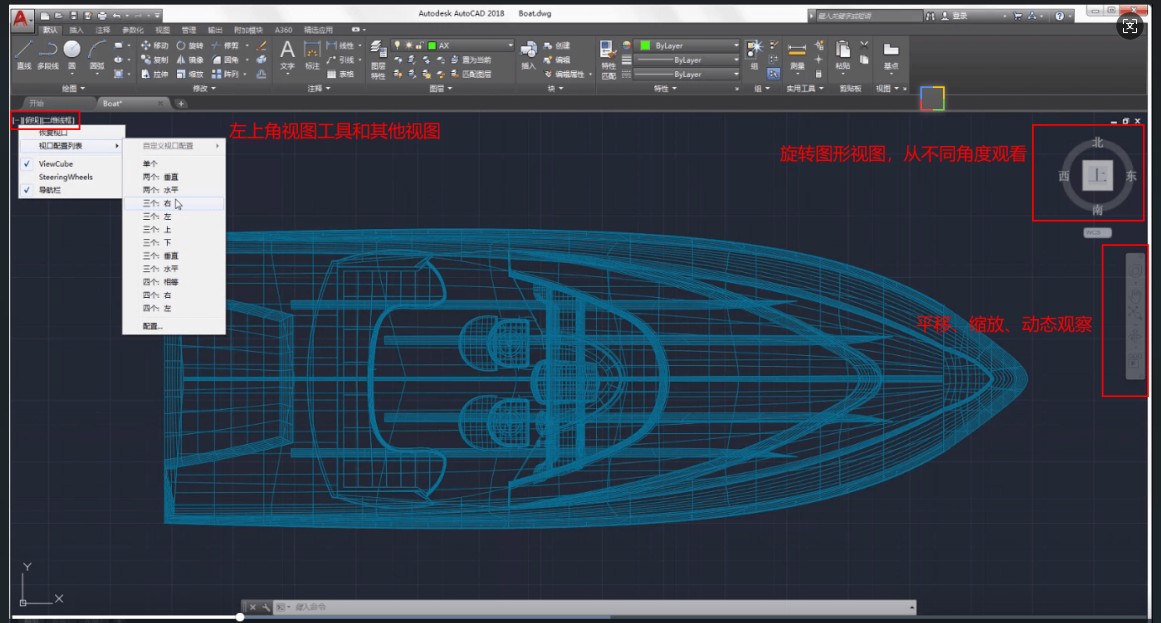 Autodesk AutoCAD 2018 Boat.dwg
键入关键字或短语
登录
默认 插入 注释 参数化 视图 管理 输出 附加模块 A360 精选应用
直线 多段线 圆 圆弧
移动 旋转 修剪
复制 镜像 圆角
拉伸 缩放 阵列
文字 标注
线性
引线
表格
图层特性
AX
置为当前
匹配图层
插入
创建
编辑
编辑属性
特性匹配
ByLayer
ByLayer
ByLayer
组
测量
粘贴
基点
绘图 修改 注释 图层 块 特性 组 实用工具 剪贴板 视图
开始 Boat*
[-][俯视][二维线框]
左上角视图工具和其他视图
恢复视口
视口配置列表
ViewCube
SteeringWheels
导航栏
自定义视口配置
单个
两个: 垂直
两个: 水平
三个: 右
三个: 左
三个: 上
三个: 下
三个: 垂直
三个: 水平
四个: 相等
四个: 右
四个: 左
配置...
旋转图形视图，从不同角度观看
北
西 上 东
南
WCS
平移、缩放、动态观察
Y
X
键入命令